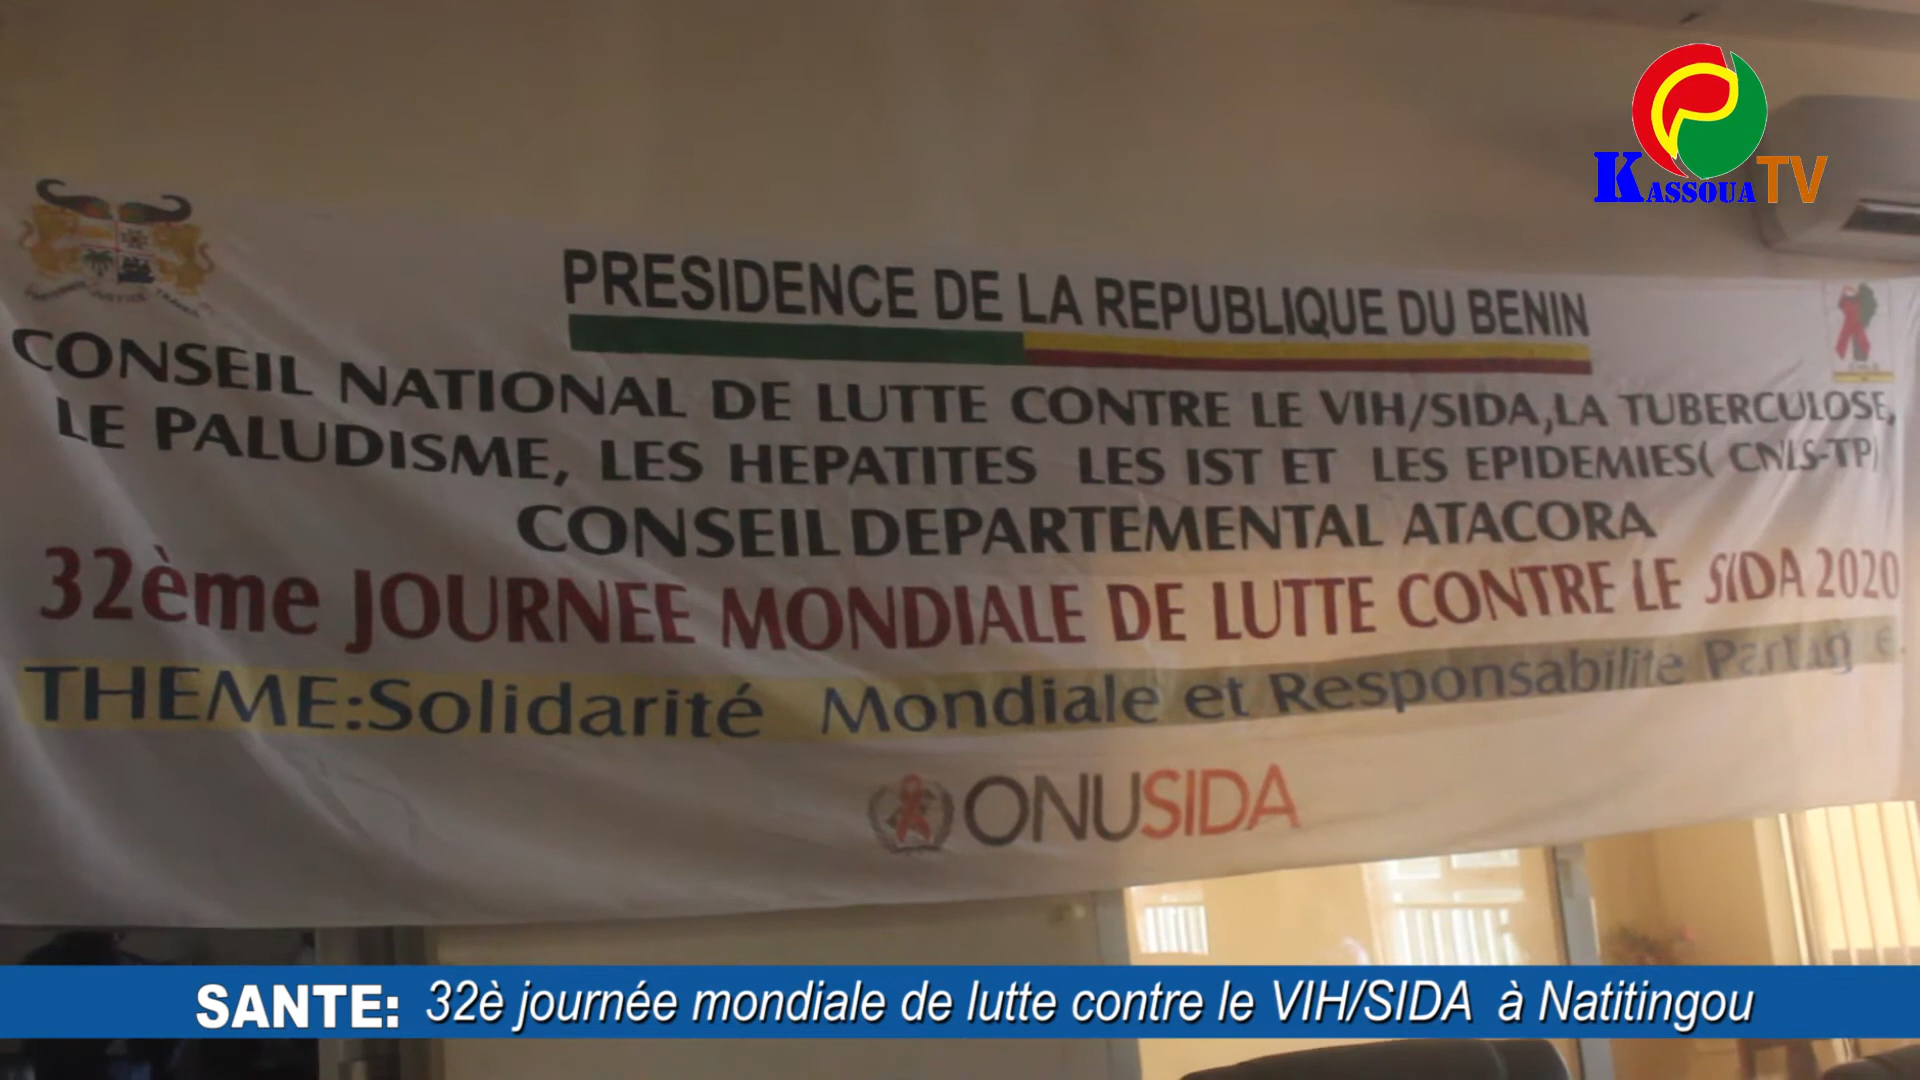 KASSOUA TV
PRESIDENCE DE LA REPUBLIQUE DU BENIN
CONSEIL NATIONAL DE LUTTE CONTRE LE VIH/SIDA,LA TUBERCULOSE,
LE PALUDISME, LES HEPATITES LES IST ET LES EPIDEMIES( CNLS-TP)
CONSEIL DEPARTEMENTAL ATACORA
32ème JOURNEE MONDIALE DE LUTTE CONTRE LE SIDA 2020
THEME:Solidarité Mondiale et Responsabilité
ONUSIDA
SANTE: 32è journée mondiale de lutte contre le VIH/SIDA à Natitingou